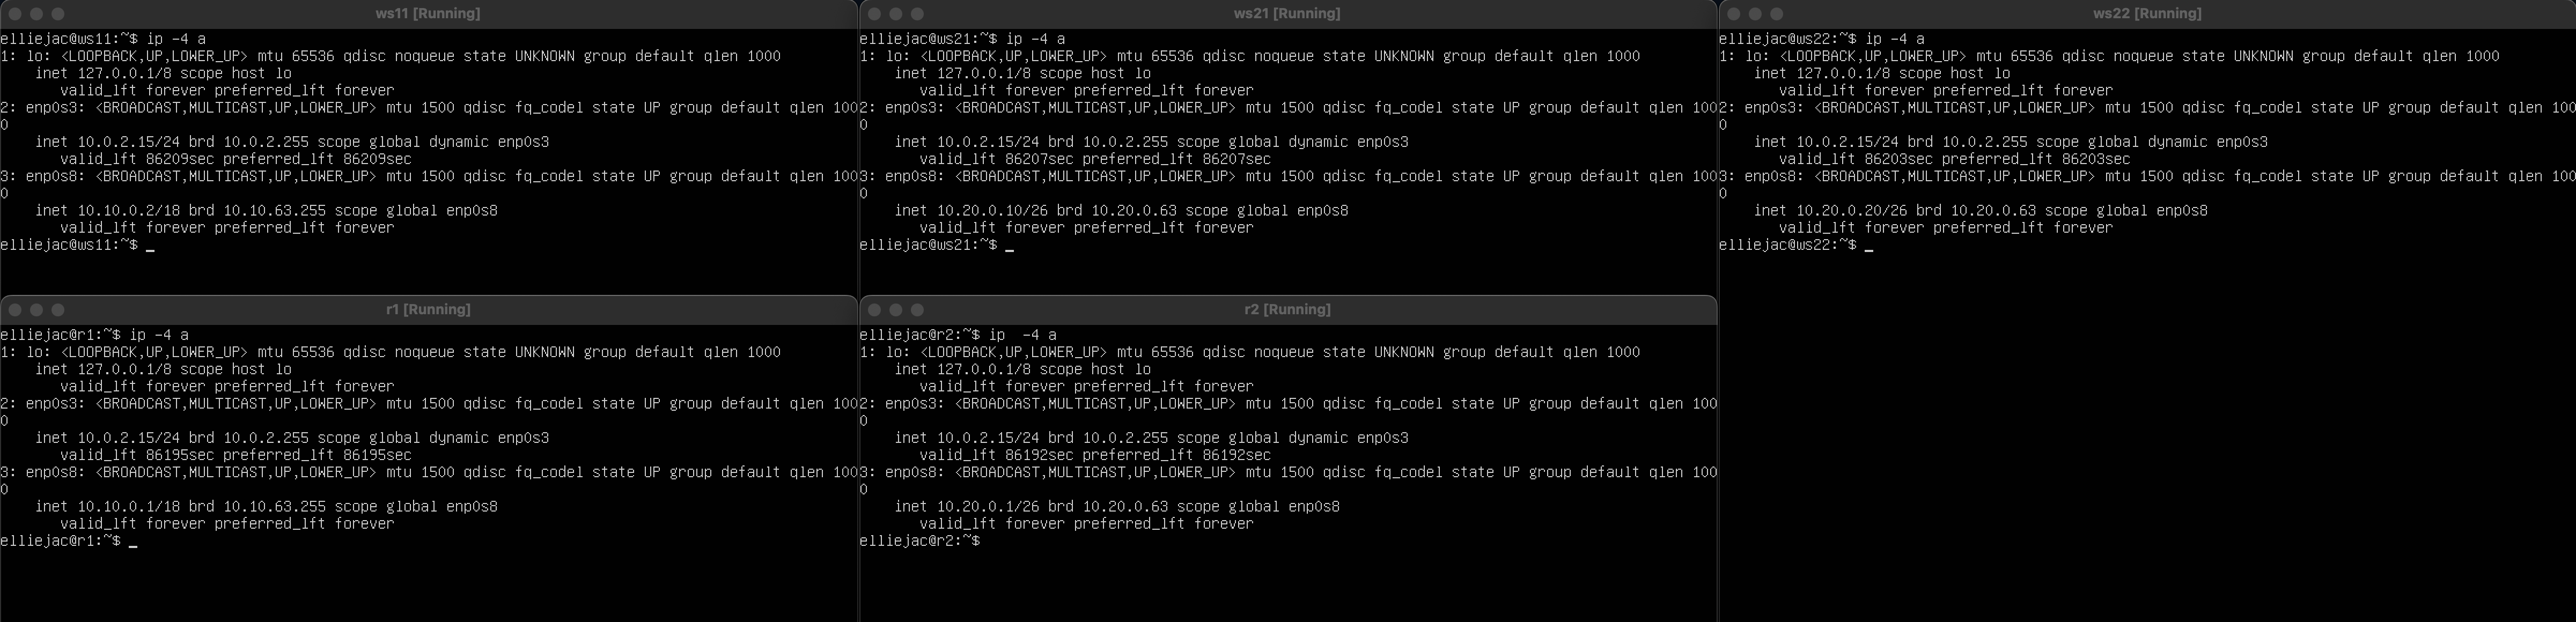 ws11 [Running]
elliejac@ws11:~$ ip -4 a
1: lo: <LOOPBACK,UP,LOWER_UP> mtu 65536 qdisc noqueue state UNKNOWN group default qlen 1000
    inet 127.0.0.1/8 scope host lo
       valid_lft forever preferred_lft forever
2: enp0s3: <BROADCAST,MULTICAST,UP,LOWER_UP> mtu 1500 qdisc fq_codel state UP group default qlen 100
0
    inet 10.0.2.15/24 brd 10.0.2.255 scope global dynamic enp0s3
       valid_lft 86209sec preferred_lft 86209sec
3: enp0s8: <BROADCAST,MULTICAST,UP,LOWER_UP> mtu 1500 qdisc fq_codel state UP group default qlen 100
0
    inet 10.10.0.2/18 brd 10.10.63.255 scope global enp0s8
       valid_lft forever preferred_lft forever
elliejac@ws11:~$ _
ws21 [Running]
elliejac@ws21:~$ ip -4 a
1: lo: <LOOPBACK,UP,LOWER_UP> mtu 65536 qdisc noqueue state UNKNOWN group default qlen 1000
    inet 127.0.0.1/8 scope host lo
       valid_lft forever preferred_lft forever
2: enp0s3: <BROADCAST,MULTICAST,UP,LOWER_UP> mtu 1500 qdisc fq_codel state UP group default qlen 100
0
    inet 10.0.2.15/24 brd 10.0.2.255 scope global dynamic enp0s3
       valid_lft 86207sec preferred_lft 86207sec
3: enp0s8: <BROADCAST,MULTICAST,UP,LOWER_UP> mtu 1500 qdisc fq_codel state UP group default qlen 100
0
    inet 10.20.0.10/26 brd 10.20.0.63 scope global enp0s8
       valid_lft forever preferred_lft forever
elliejac@ws21:~$ _
ws22 [Running]
elliejac@ws22:~$ ip -4 a
1: lo: <LOOPBACK,UP,LOWER_UP> mtu 65536 qdisc noqueue state UNKNOWN group default qlen 1000
    inet 127.0.0.1/8 scope host lo
       valid_lft forever preferred_lft forever
2: enp0s3: <BROADCAST,MULTICAST,UP,LOWER_UP> mtu 1500 qdisc fq_codel state UP group default qlen 100
0
    inet 10.0.2.15/24 brd 10.0.2.255 scope global dynamic enp0s3
       valid_lft 86203sec preferred_lft 86203sec
3: enp0s8: <BROADCAST,MULTICAST,UP,LOWER_UP> mtu 1500 qdisc fq_codel state UP group default qlen 100
0
    inet 10.20.0.20/26 brd 10.20.0.63 scope global enp0s8
       valid_lft forever preferred_lft forever
elliejac@ws22:~$ _
r1 [Running]
elliejac@r1:~$ ip -4 a
1: lo: <LOOPBACK,UP,LOWER_UP> mtu 65536 qdisc noqueue state UNKNOWN group default qlen 1000
    inet 127.0.0.1/8 scope host lo
       valid_lft forever preferred_lft forever
2: enp0s3: <BROADCAST,MULTICAST,UP,LOWER_UP> mtu 1500 qdisc fq_codel state UP group default qlen 100
0
    inet 10.0.2.15/24 brd 10.0.2.255 scope global dynamic enp0s3
       valid_lft 86195sec preferred_lft 86195sec
3: enp0s8: <BROADCAST,MULTICAST,UP,LOWER_UP> mtu 1500 qdisc fq_codel state UP group default qlen 100
0
    inet 10.10.0.1/18 brd 10.10.63.255 scope global enp0s8
       valid_lft forever preferred_lft forever
elliejac@r1:~$ _
r2 [Running]
elliejac@r2:~$ ip  -4 a
1: lo: <LOOPBACK,UP,LOWER_UP> mtu 65536 qdisc noqueue state UNKNOWN group default qlen 1000
    inet 127.0.0.1/8 scope host lo
       valid_lft forever preferred_lft forever
2: enp0s3: <BROADCAST,MULTICAST,UP,LOWER_UP> mtu 1500 qdisc fq_codel state UP group default qlen 100
0
    inet 10.0.2.15/24 brd 10.0.2.255 scope global dynamic enp0s3
       valid_lft 86192sec preferred_lft 86192sec
3: enp0s8: <BROADCAST,MULTICAST,UP,LOWER_UP> mtu 1500 qdisc fq_codel state UP group default qlen 100
0
    inet 10.20.0.1/26 brd 10.20.0.63 scope global enp0s8
       valid_lft forever preferred_lft forever
elliejac@r2:~$